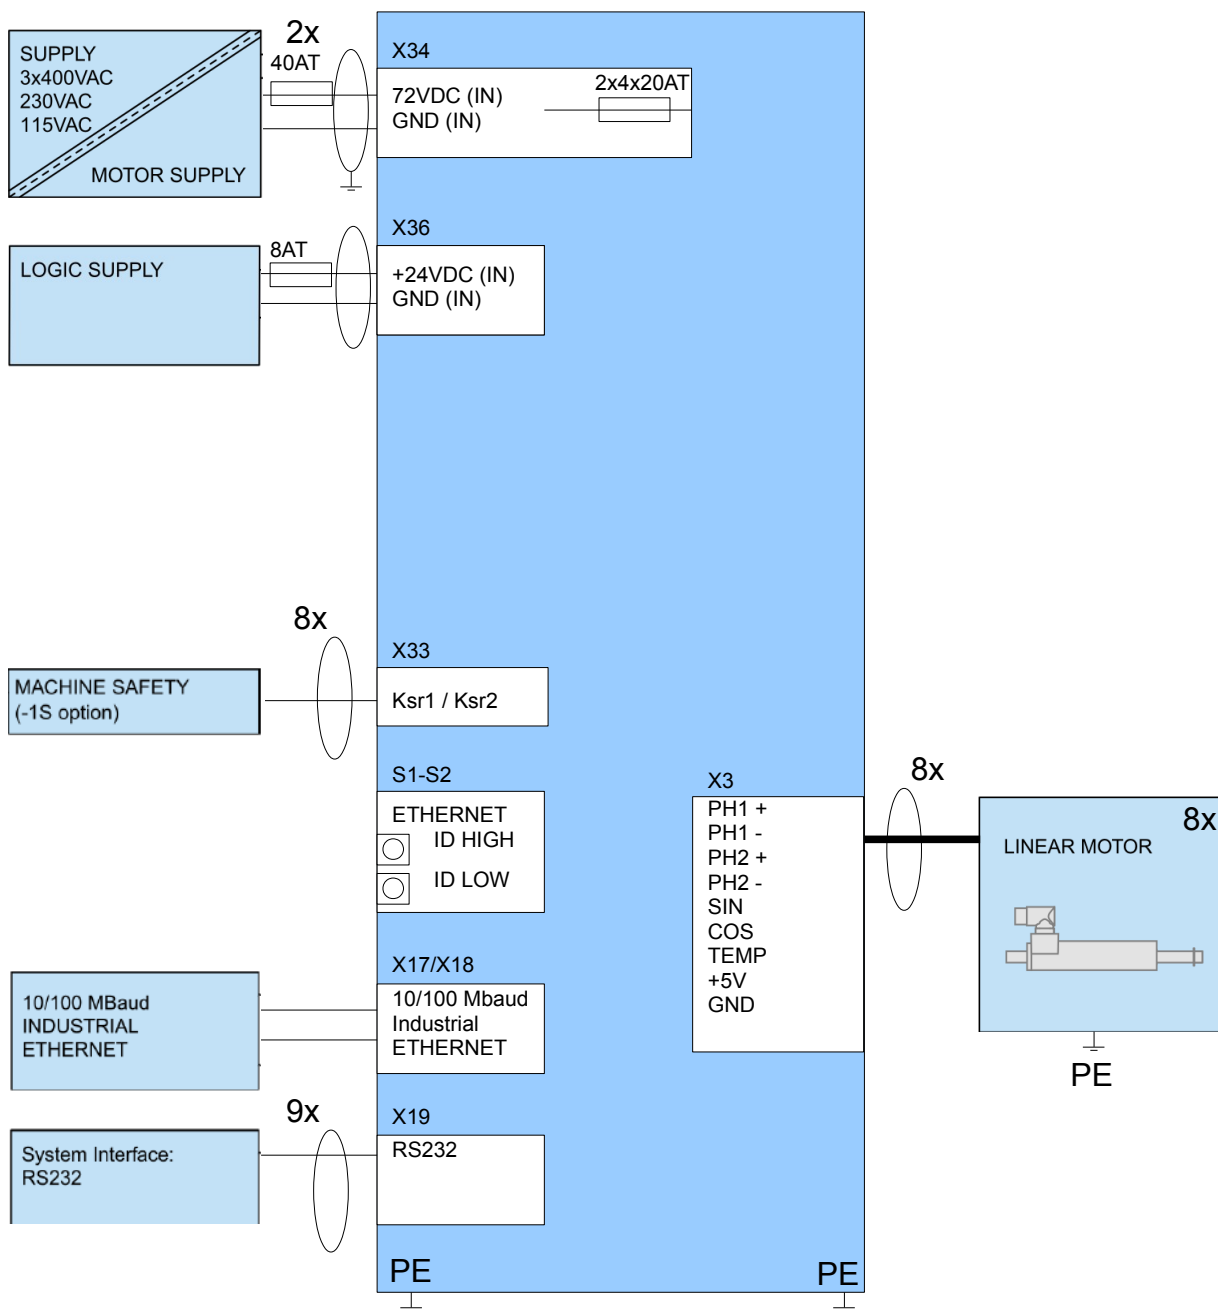 SUPPLY
3x400VAC
230VAC
115VAC
MOTOR SUPPLY
2x
40AT
X34
72VDC (IN)
GND (IN)
2x4x20AT
LOGIC SUPPLY
8AT
X36
+24VDC (IN)
GND (IN)
MACHINE SAFETY
(-1S option)
8x
X33
Ksr1 / Ksr2
S1-S2
ETHERNET
ID HIGH
ID LOW
10/100 MBaud
INDUSTRIAL
ETHERNET
X17/X18
10/100 Mbaud
Industrial
ETHERNET
System Interface:
RS232
9x
X19
RS232
X3
PH1 +
PH1 -
PH2 +
PH2 -
SIN
COS
TEMP
+5V
GND
8x
8x
LINEAR MOTOR
PE
PE
PE